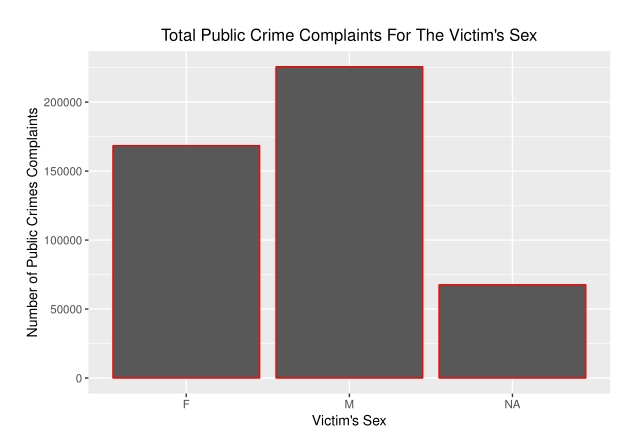 Total Public Crime Complaints For The Victim's Sex
Number of Public Crimes Complaints
200000
150000
100000
50000
0
F
M
NA
Victim's Sex